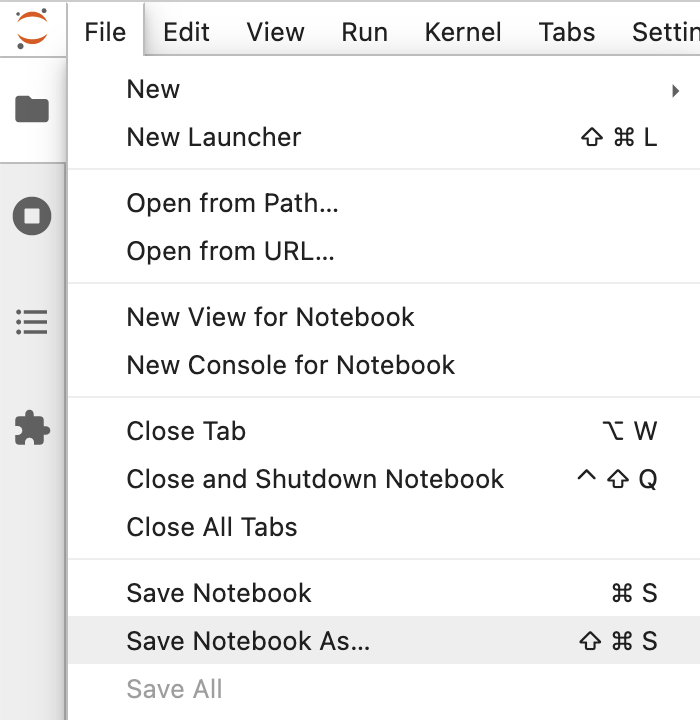 File Edit View Run Kernel Tabs
New
New Launcher ⇧ ⌘ L
Open from Path...
Open from URL...
New View for Notebook
New Console for Notebook
Close Tab ⌥ W
Close and Shutdown Notebook ^ ⇧ Q
Close All Tabs
Save Notebook ⌘ S
Save Notebook As... ⇧ ⌘ S
Save All